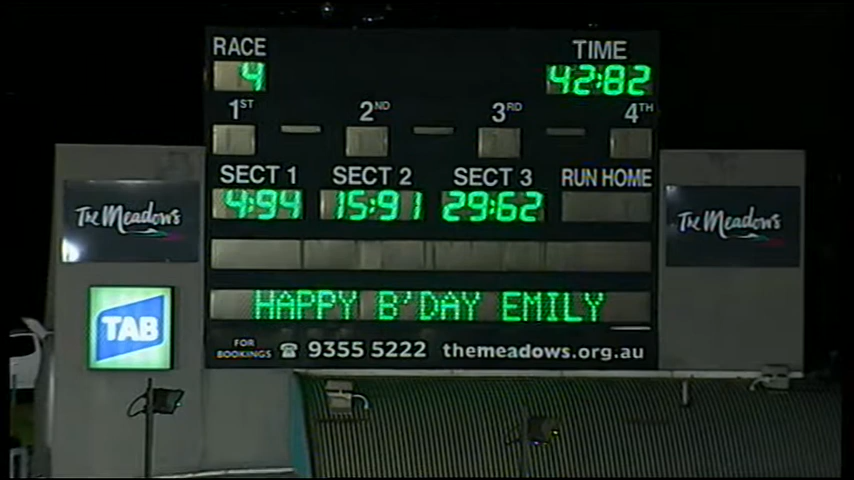 RACE TIME
4 42:82
1ST 2ND 3RD 4TH
SECT 1 SECT 2 SECT 3 RUN HOME
4:94 15:91 29:62
The Meadows
The Meadows
HAPPY B'DAY EMILY
TAB
FOR BOOKINGS ☎ 9355 5222 themeadows.org.au